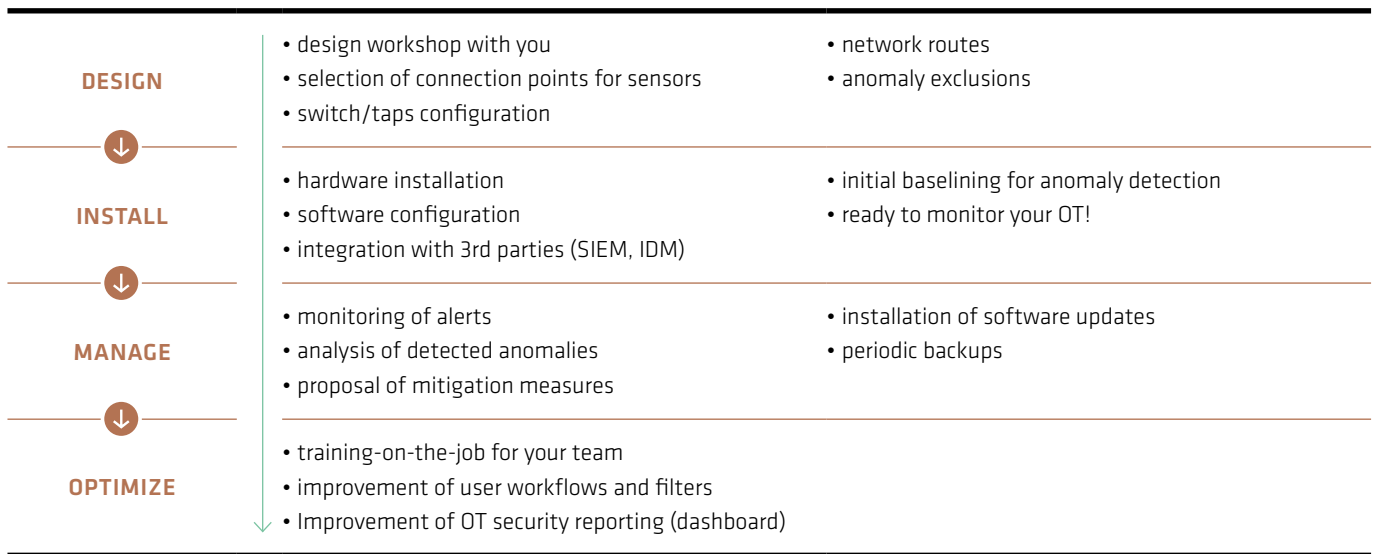 DESIGN
• design workshop with you
• selection of connection points for sensors
• switch/taps configuration
• network routes
• anomaly exclusions
INSTALL
• hardware installation
• software configuration
• integration with 3rd parties (SIEM, IDM)
• initial baselining for anomaly detection
• ready to monitor your OT!
MANAGE
• monitoring of alerts
• analysis of detected anomalies
• proposal of mitigation measures
• installation of software updates
• periodic backups
OPTIMIZE
• training-on-the-job for your team
• improvement of user workflows and filters
• Improvement of OT security reporting (dashboard)